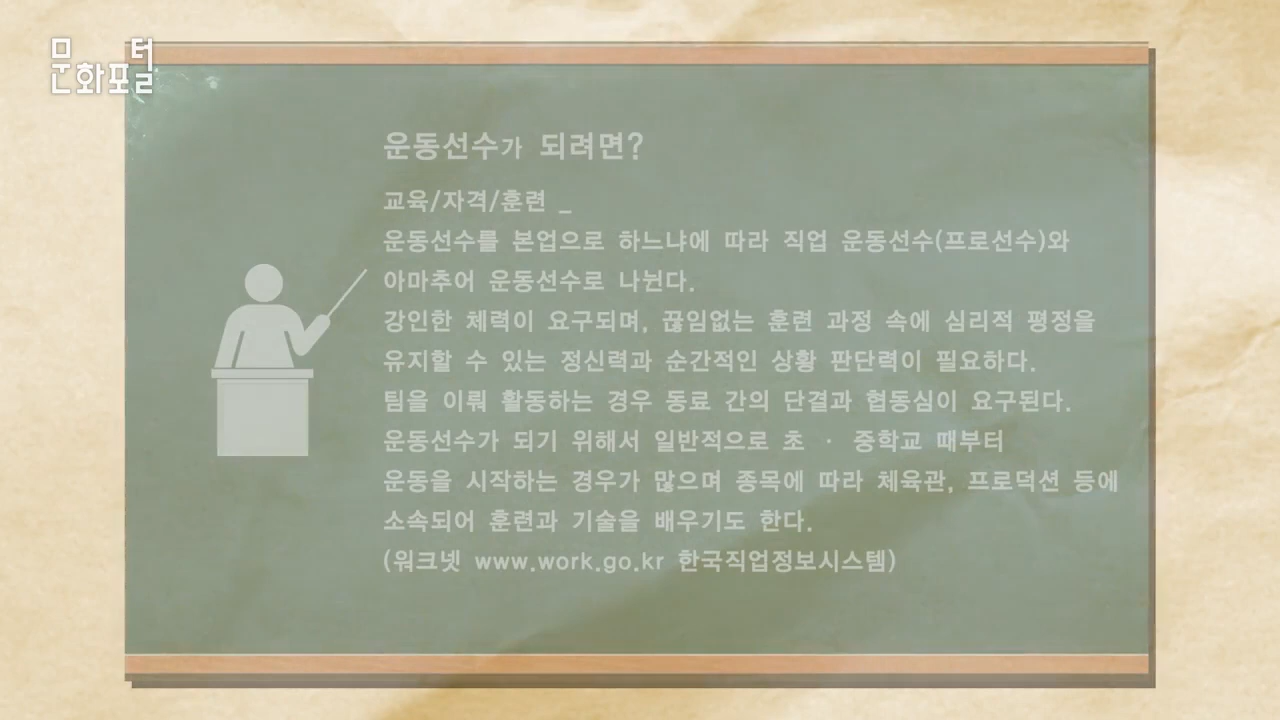 문화포털
운동선수가 되려면?
교육/자격/훈련 _
운동선수를 본업으로 하느냐에 따라 직업 운동선수(프로선수)와
아마추어 운동선수로 나뉜다.
강인한 체력이 요구되며, 끊임없는 훈련 과정 속에 심리적 평정을
유지할 수 있는 정신력과 순간적인 상황 판단력이 필요하다.
팀을 이뤄 활동하는 경우 동료 간의 단결과 협동심이 요구된다.
운동선수가 되기 위해서 일반적으로 초 · 중학교 때부터
운동을 시작하는 경우가 많으며 종목에 따라 체육관, 프로덕션 등에
소속되어 훈련과 기술을 배우기도 한다.
(워크넷 www.work.go.kr 한국직업정보시스템)